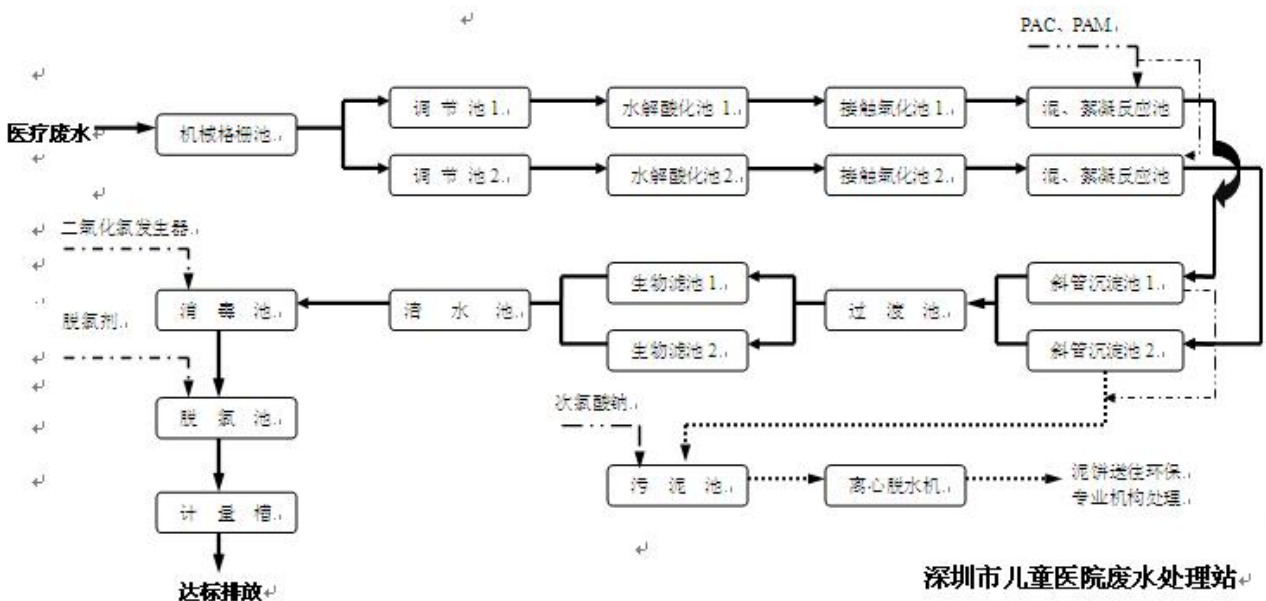 PAC、PAM
医疗废水
机械格栅池
调节池1
水解酸化池1
接触氧化池1
混、絮凝反应池
调节池2
水解酸化池2
接触氧化池2
混、絮凝反应池
二氧化氯发生器
消毒池
清水池
生物滤池1
生物滤池2
过渡池
斜管沉淀池1
斜管沉淀池2
脱氯剂
脱氯池
次氯酸钠
污泥池
离心脱水机
泥饼送住环保
专业机构处理
计量槽
达标排放
深圳市儿童医院废水处理站